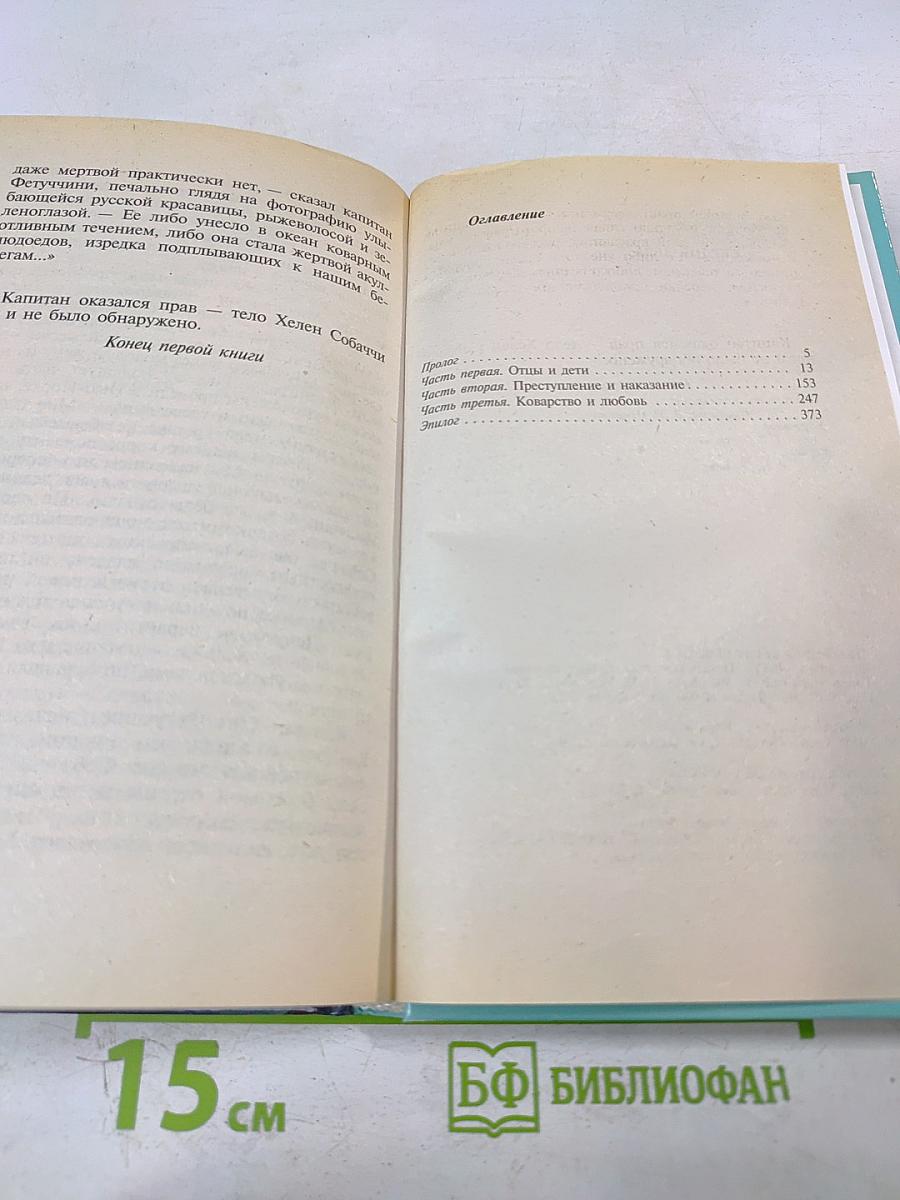 даже мертвой практически нет, — сказал капитан
Фетуччини, печально глядя на фотографию улы-
бающейся русской красавицы, рыжеволосой и зе-
леноглазой. — Ее либо унесло в океан коварным
отливным течением, либо она стала жертвой акул-
людоедов, изредка подплывающих к нашим бе-
егам...»
Капитан оказался прав — тело Хелен Собаччи
и не было обнаружено.
Конец первой книги
Оглавление
Пролог . . . . . . . . . . 5
Часть первая. Отцы и дети . . . . . . . . . . 13
Часть вторая. Преступление и наказание . . . . . . . . . . 153
Часть третья. Коварство и любовь . . . . . . . . . . 247
Эпилог . . . . . . . . . . 373
15 см
БФ БИБЛИОФАН